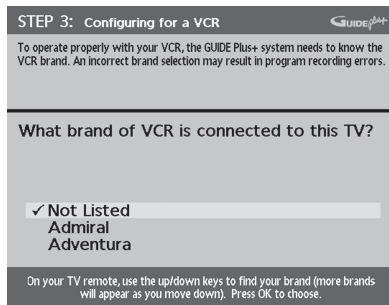 STEP 3: Configuring for a VCR
GUIDE plus+
To operate properly with your VCR, the GUIDE Plus+ system needs to know the
VCR brand. An incorrect brand selection may result in program recording errors.
What brand of VCR is connected to this TV?
✓ Not Listed
Admiral
Adventura
On your TV remote, use the up/down keys to find your brand (more brands
will appear as you move down). Press OK to choose.